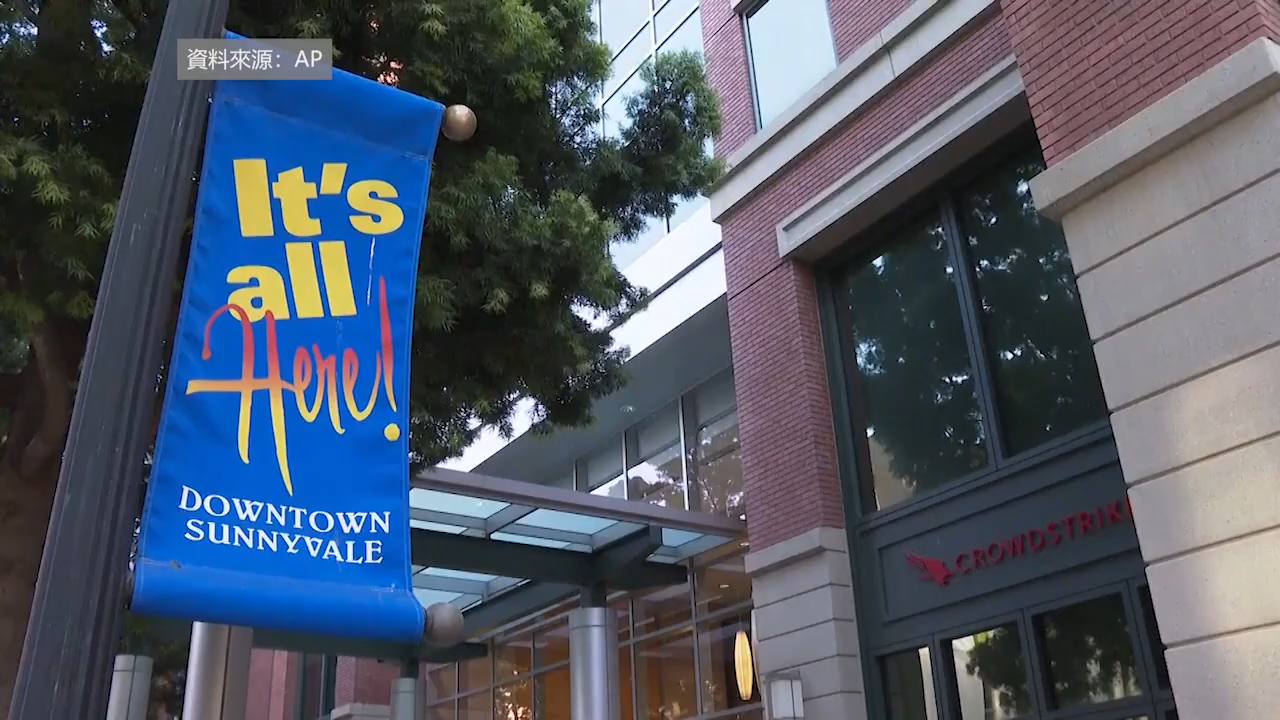 資料來源：AP
It's
all
Here!
DOWNTOWN
SUNNYVALE
CROWDSTRIKE